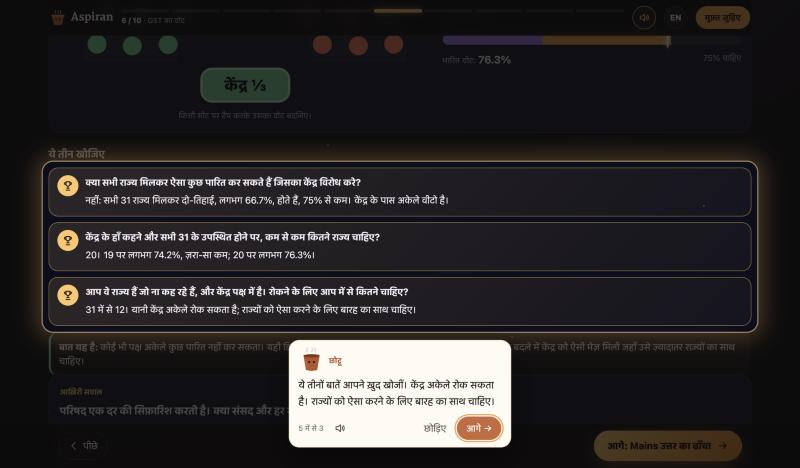 Aspiran 6 / 10 · GST का वोट EN मुफ़्त जुड़िए
केंद्र ⅓
भारित वोट: 76.3% 75% चाहिए
किसी सीट पर टैप करके उसका वोट बदलिए।
ये तीन खोजिए
क्या सभी राज्य मिलकर ऐसा कुछ पारित कर सकते हैं जिसका केंद्र विरोध करे?
नहीं: सभी 31 राज्य मिलकर दो-तिहाई, लगभग 66.7%, होते हैं, 75% से कम। केंद्र के पास अकेले वीटो है।
केंद्र के हाँ कहने और सभी 31 के उपस्थित होने पर, कम से कम कितने राज्य चाहिए?
20। 19 पर लगभग 74.2%, ज़रा-सा कम; 20 पर लगभग 76.3%।
आप वे राज्य हैं जो ना कह रहे हैं, और केंद्र पक्ष में है। रोकने के लिए आप में से कितने चाहिए?
31 में से 12। यानी केंद्र अकेले रोक सकता है; राज्यों को ऐसा करने के लिए बारह का साथ चाहिए।
बात यह है: कोई भी पक्ष अकेले कुछ पारित नहीं कर सकता। यही बदले में केंद्र को ऐसी मेज़ मिली जहाँ उसे ज़्यादातर राज्यों का साथ
चाहिए।
छोटू
ये तीनों बातें आपने ख़ुद खोजीं। केंद्र अकेले रोक सकता
है। राज्यों को ऐसा करने के लिए बारह का साथ चाहिए।
5 में से 3 छोड़िए आगे →
आख़िरी सवाल
परिषद् एक दर की सिफ़ारिश करती है। क्या संसद और हर
पीछे आगे: Mains उत्तर का ढाँचा →